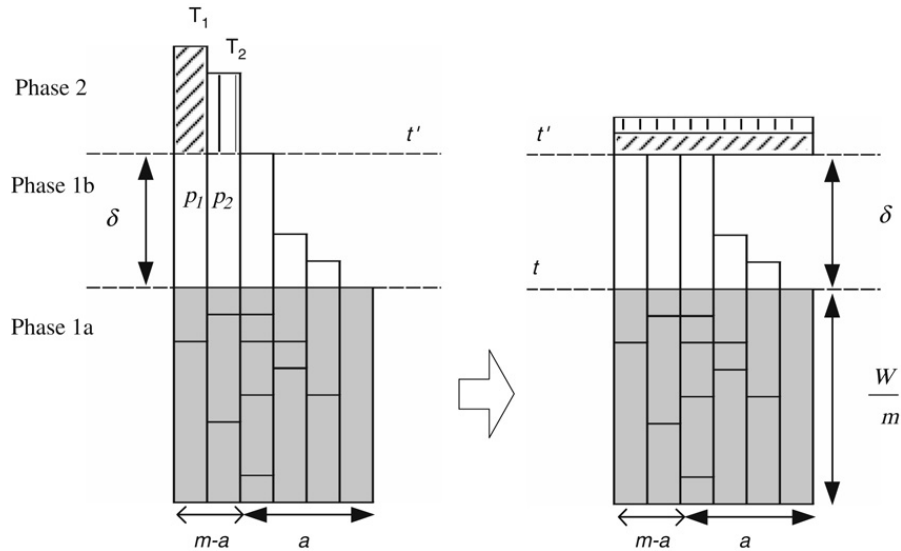 T1
T2
Phase 2
t'
t'
Phase 1b
δ
p1 p2
δ
t
t
Phase 1a
W
m
m-a
a
m-a
a